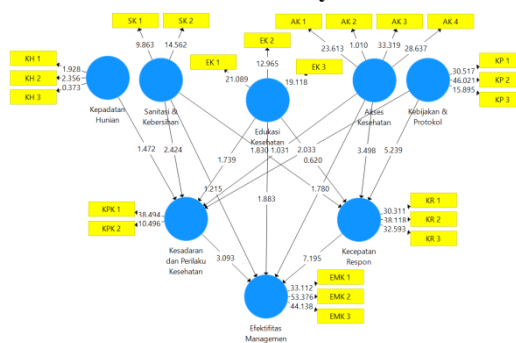 SK 1
SK 2
AK 1
AK 2
AK 3
AK 4
EK 2
9.863
14.562
23.613
1.010
33.319
28.637
KH 1
KH 2
KH 3
1.928
2.356
0.373
EK 1
21.089
12.965
19.118
EK 3
30.517
46.021
15.895
KP 1
KP 2
KP 3
Kepadatan
Hunian
Sanitasi &
Kebersihan
Edukasi
Kesehatan
Akses
Kesehatan
Kebijakan &
Protokol
1.472
2.424
1.739
1.830
1.031
2.033
0.620
3.498
5.239
1.215
1.883
1.780
KPK 1
KPK 2
38.494
10.496
30.311
38.118
32.593
KR 1
KR 2
KR 3
Kesadaran
dan Perilaku
Kesehatan
Kecepatan
Respon
3.093
7.195
33.112
53.376
44.138
EMK 1
EMK 2
EMK 3
Efektifitas
Managemen